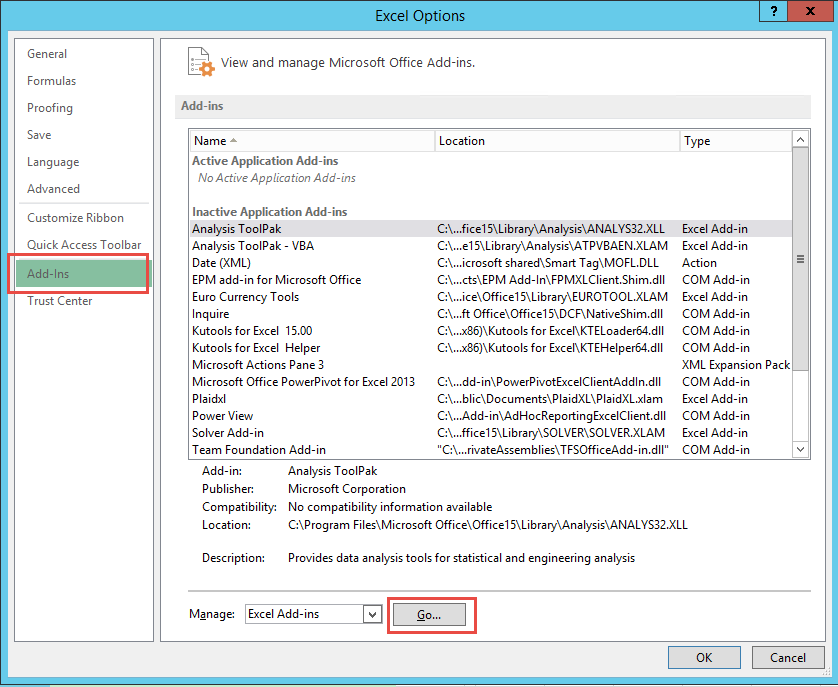 Excel Options
? x
General
Formulas
Proofing
Save
Language
Advanced
Customize Ribbon
Quick Access Toolbar
Add-Ins
Trust Center
View and manage Microsoft Office Add-ins.
Add-ins
Name Location Type
Active Application Add-ins
No Active Application Add-ins
Inactive Application Add-ins
Analysis ToolPak C:\...fice15\Library\Analysis\ANALYS32.XLL Excel Add-in
Analysis ToolPak - VBA C:\...e15\Library\Analysis\ATPVBAEN.XLAM Excel Add-in
Date (XML) C:\...icrosoft shared\Smart Tag\MOFL.DLL Action
EPM add-in for Microsoft Office C:\...cts\EPM Add-In\FPMXLClient.Shim.dll COM Add-in
Euro Currency Tools C:\...ice\Office15\Library\EUROTOOL.XLAM Excel Add-in
Inquire C:\...ft Office\Office15\DCF\NativeShim.dll COM Add-in
Kutools for Excel  15.00 C:\...x86)\Kutools for Excel\KTELoader64.dll COM Add-in
Kutools for Excel  Helper C:\...x86)\Kutools for Excel\KTEHelper64.dll COM Add-in
Microsoft Actions Pane 3 XML Expansion Pack
Microsoft Office PowerPivot for Excel 2013 C:\...dd-in\PowerPivotExcelClientAddIn.dll COM Add-in
Plaidxl C:\...blic\Documents\PlaidXL\PlaidXL.xlam Excel Add-in
Power View C:\...Add-in\AdHocReportingExcelClient.dll COM Add-in
Solver Add-in C:\...ffice15\Library\SOLVER\SOLVER.XLAM Excel Add-in
Team Foundation Add-in "C:\...rivateAssemblies\TFSOfficeAdd-in.dll" COM Add-in
Add-in: Analysis ToolPak
Publisher: Microsoft Corporation
Compatibility: No compatibility information available
Location: C:\Program Files\Microsoft Office\Office15\Library\Analysis\ANALYS32.XLL
Description: Provides data analysis tools for statistical and engineering analysis
Manage: Excel Add-ins Go...
OK Cancel